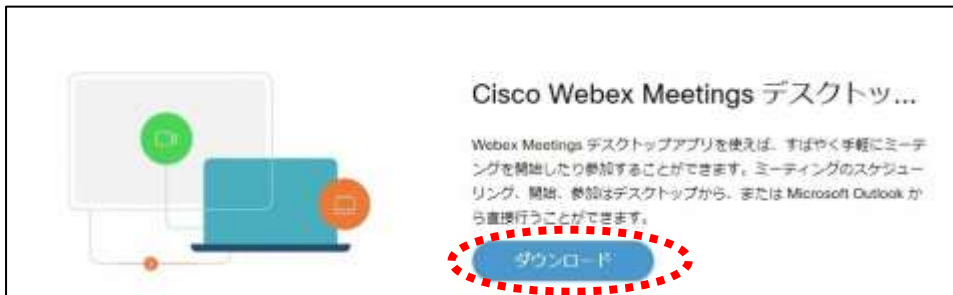 Cisco Webex Meetings デスクトッ...
Webex Meetings デスクトップアプリを使えば、すばやく手軽にミーテ
ィングを開始したり参加することができます。ミーティングのスケジュー
リング、開始、参加はデスクトップから、または Microsoft Outlook か
ら直接行うことができます。
ダウンロード